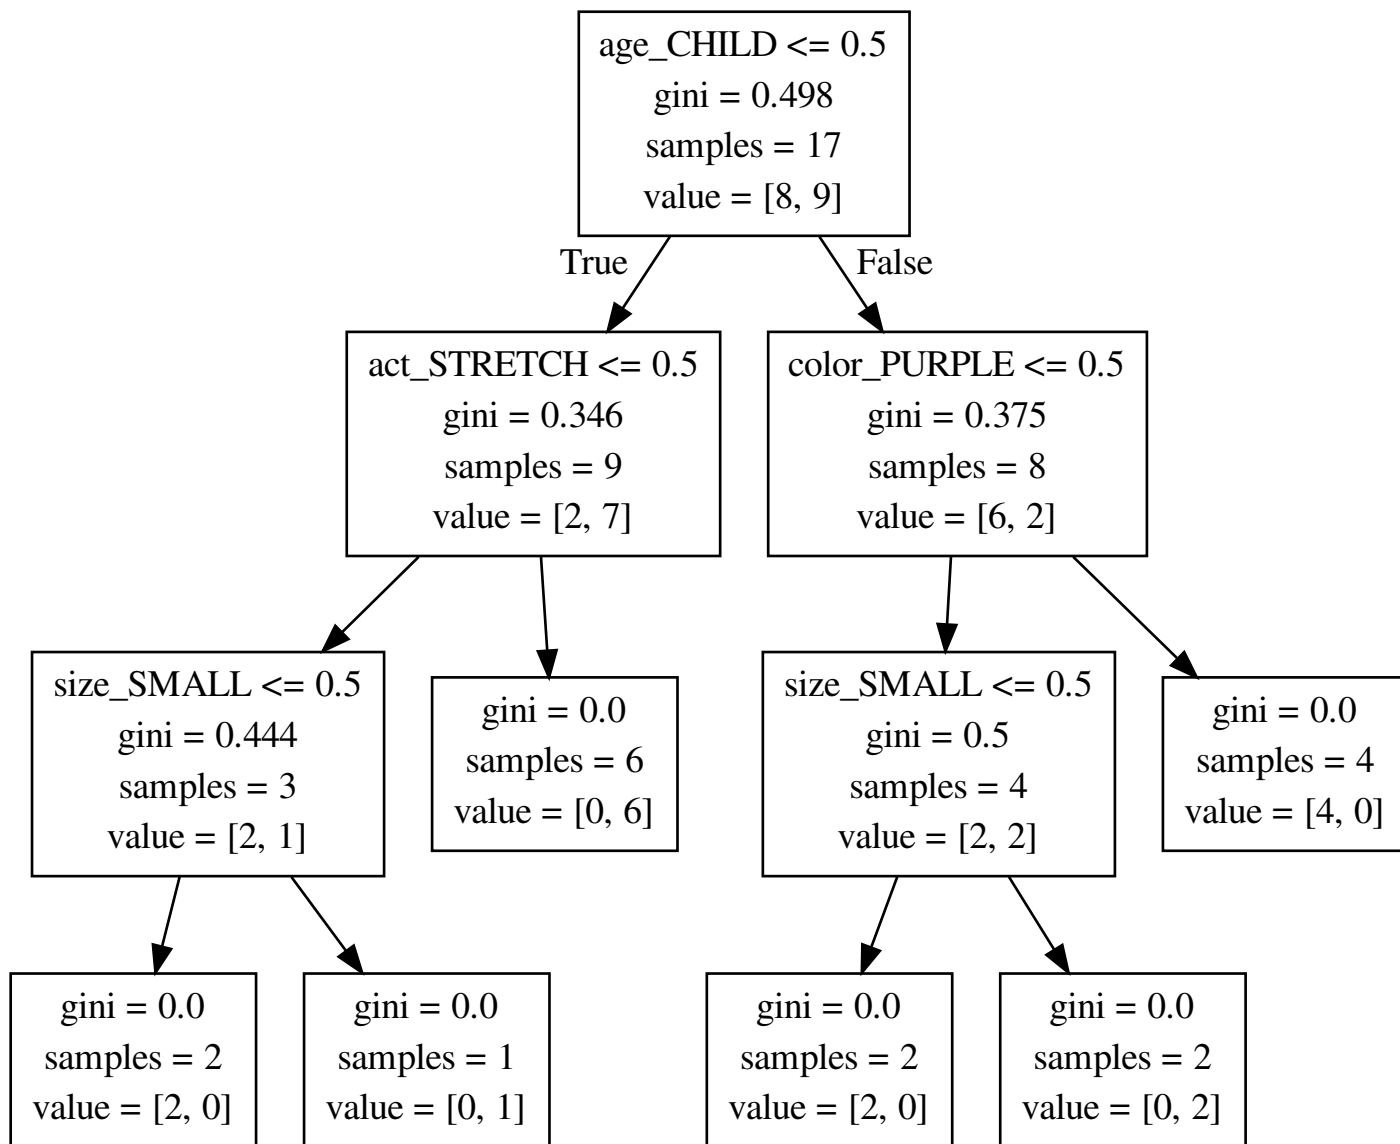 age_CHILD <= 0.5
gini = 0.498
samples = 17
value = [8, 9]
True
False
act_STRETCH <= 0.5
gini = 0.346
samples = 9
value = [2, 7]
color_PURPLE <= 0.5
gini = 0.375
samples = 8
value = [6, 2]
size_SMALL <= 0.5
gini = 0.444
samples = 3
value = [2, 1]
gini = 0.0
samples = 6
value = [0, 6]
size_SMALL <= 0.5
gini = 0.5
samples = 4
value = [2, 2]
gini = 0.0
samples = 4
value = [4, 0]
gini = 0.0
samples = 2
value = [2, 0]
gini = 0.0
samples = 1
value = [0, 1]
gini = 0.0
samples = 2
value = [2, 0]
gini = 0.0
samples = 2
value = [0, 2]